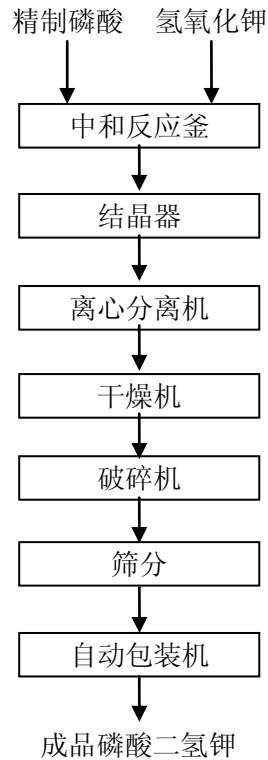 精制磷酸 氢氧化钾
中和反应釜
结晶器
离心分离机
干燥机
破碎机
筛分
自动包装机
成品磷酸二氢钾